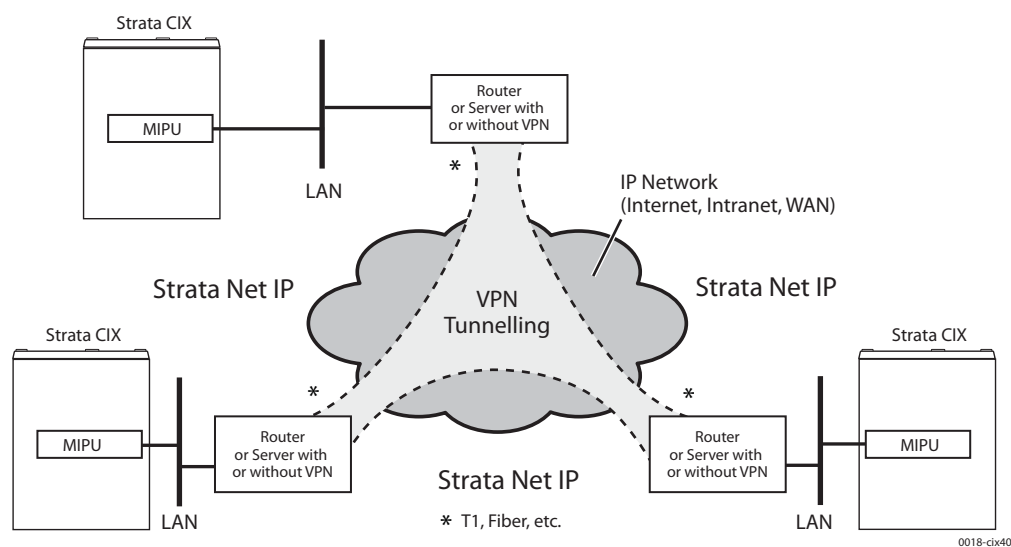 Strata CIX
MIPU
LAN
Router
or Server with
or without VPN
*
IP Network
(Internet, Intranet, WAN)
Strata Net IP
VPN
Tunnelling
Strata Net IP
Strata CIX
MIPU
LAN
*
Router
or Server with
or without VPN
Strata Net IP
* T1, Fiber, etc.
*
Router
or Server with
or without VPN
LAN
Strata CIX
MIPU
0018-cix40